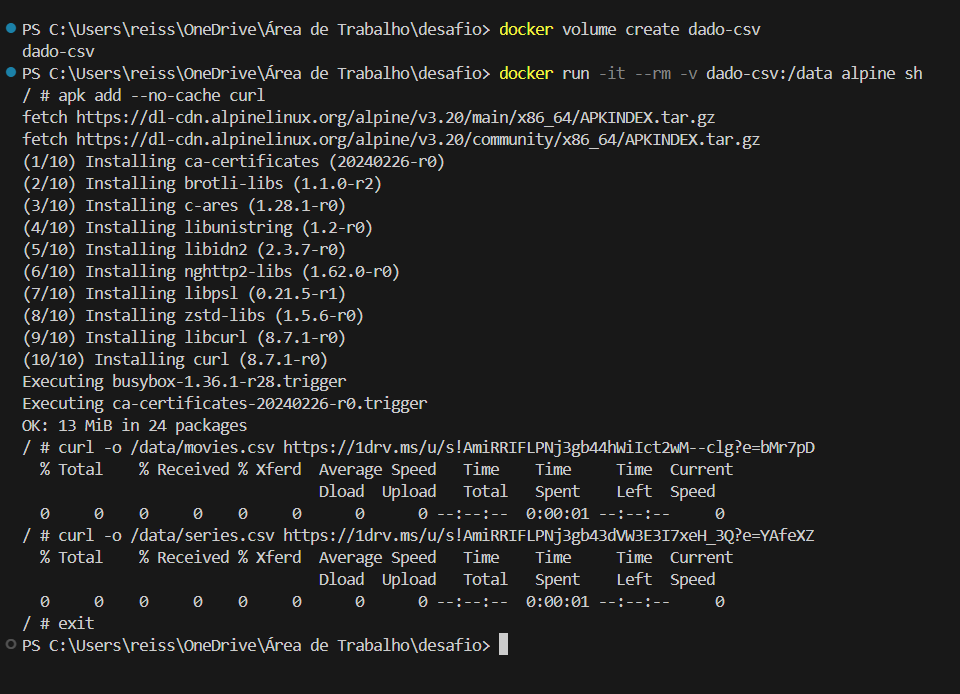 PS C:\Users\reiss\OneDrive\Área de Trabalho\desafio> docker volume create dado-csv
dado-csv
PS C:\Users\reiss\OneDrive\Área de Trabalho\desafio> docker run -it --rm -v dado-csv:/data alpine sh
/ # apk add --no-cache curl
fetch https://dl-cdn.alpinelinux.org/alpine/v3.20/main/x86_64/APKINDEX.tar.gz
fetch https://dl-cdn.alpinelinux.org/alpine/v3.20/community/x86_64/APKINDEX.tar.gz
(1/10) Installing ca-certificates (20240226-r0)
(2/10) Installing brotli-libs (1.1.0-r2)
(3/10) Installing c-ares (1.28.1-r0)
(4/10) Installing libunistring (1.2-r0)
(5/10) Installing libidn2 (2.3.7-r0)
(6/10) Installing nghttp2-libs (1.62.0-r0)
(7/10) Installing libpsl (0.21.5-r1)
(8/10) Installing zstd-libs (1.5.6-r0)
(9/10) Installing libcurl (8.7.1-r0)
(10/10) Installing curl (8.7.1-r0)
Executing busybox-1.36.1-r28.trigger
Executing ca-certificates-20240226-r0.trigger
OK: 13 MiB in 24 packages
/ # curl -o /data/movies.csv https://1drv.ms/u/s!AmiRRIFLPNj3gb44hWiIct2wM--clg?e=bMr7pD
  % Total    % Received % Xferd  Average Speed   Time    Time     Time  Current
                                 Dload  Upload   Total   Spent    Left  Speed
  0     0    0     0    0     0      0      0 --:--:--  0:00:01 --:--:--     0
/ # curl -o /data/series.csv https://1drv.ms/u/s!AmiRRIFLPNj3gb43dVW3E3I7xeH_3Q?e=YAfeXZ
  % Total    % Received % Xferd  Average Speed   Time    Time     Time  Current
                                 Dload  Upload   Total   Spent    Left  Speed
  0     0    0     0    0     0      0      0 --:--:--  0:00:01 --:--:--     0
/ # exit
PS C:\Users\reiss\OneDrive\Área de Trabalho\desafio>